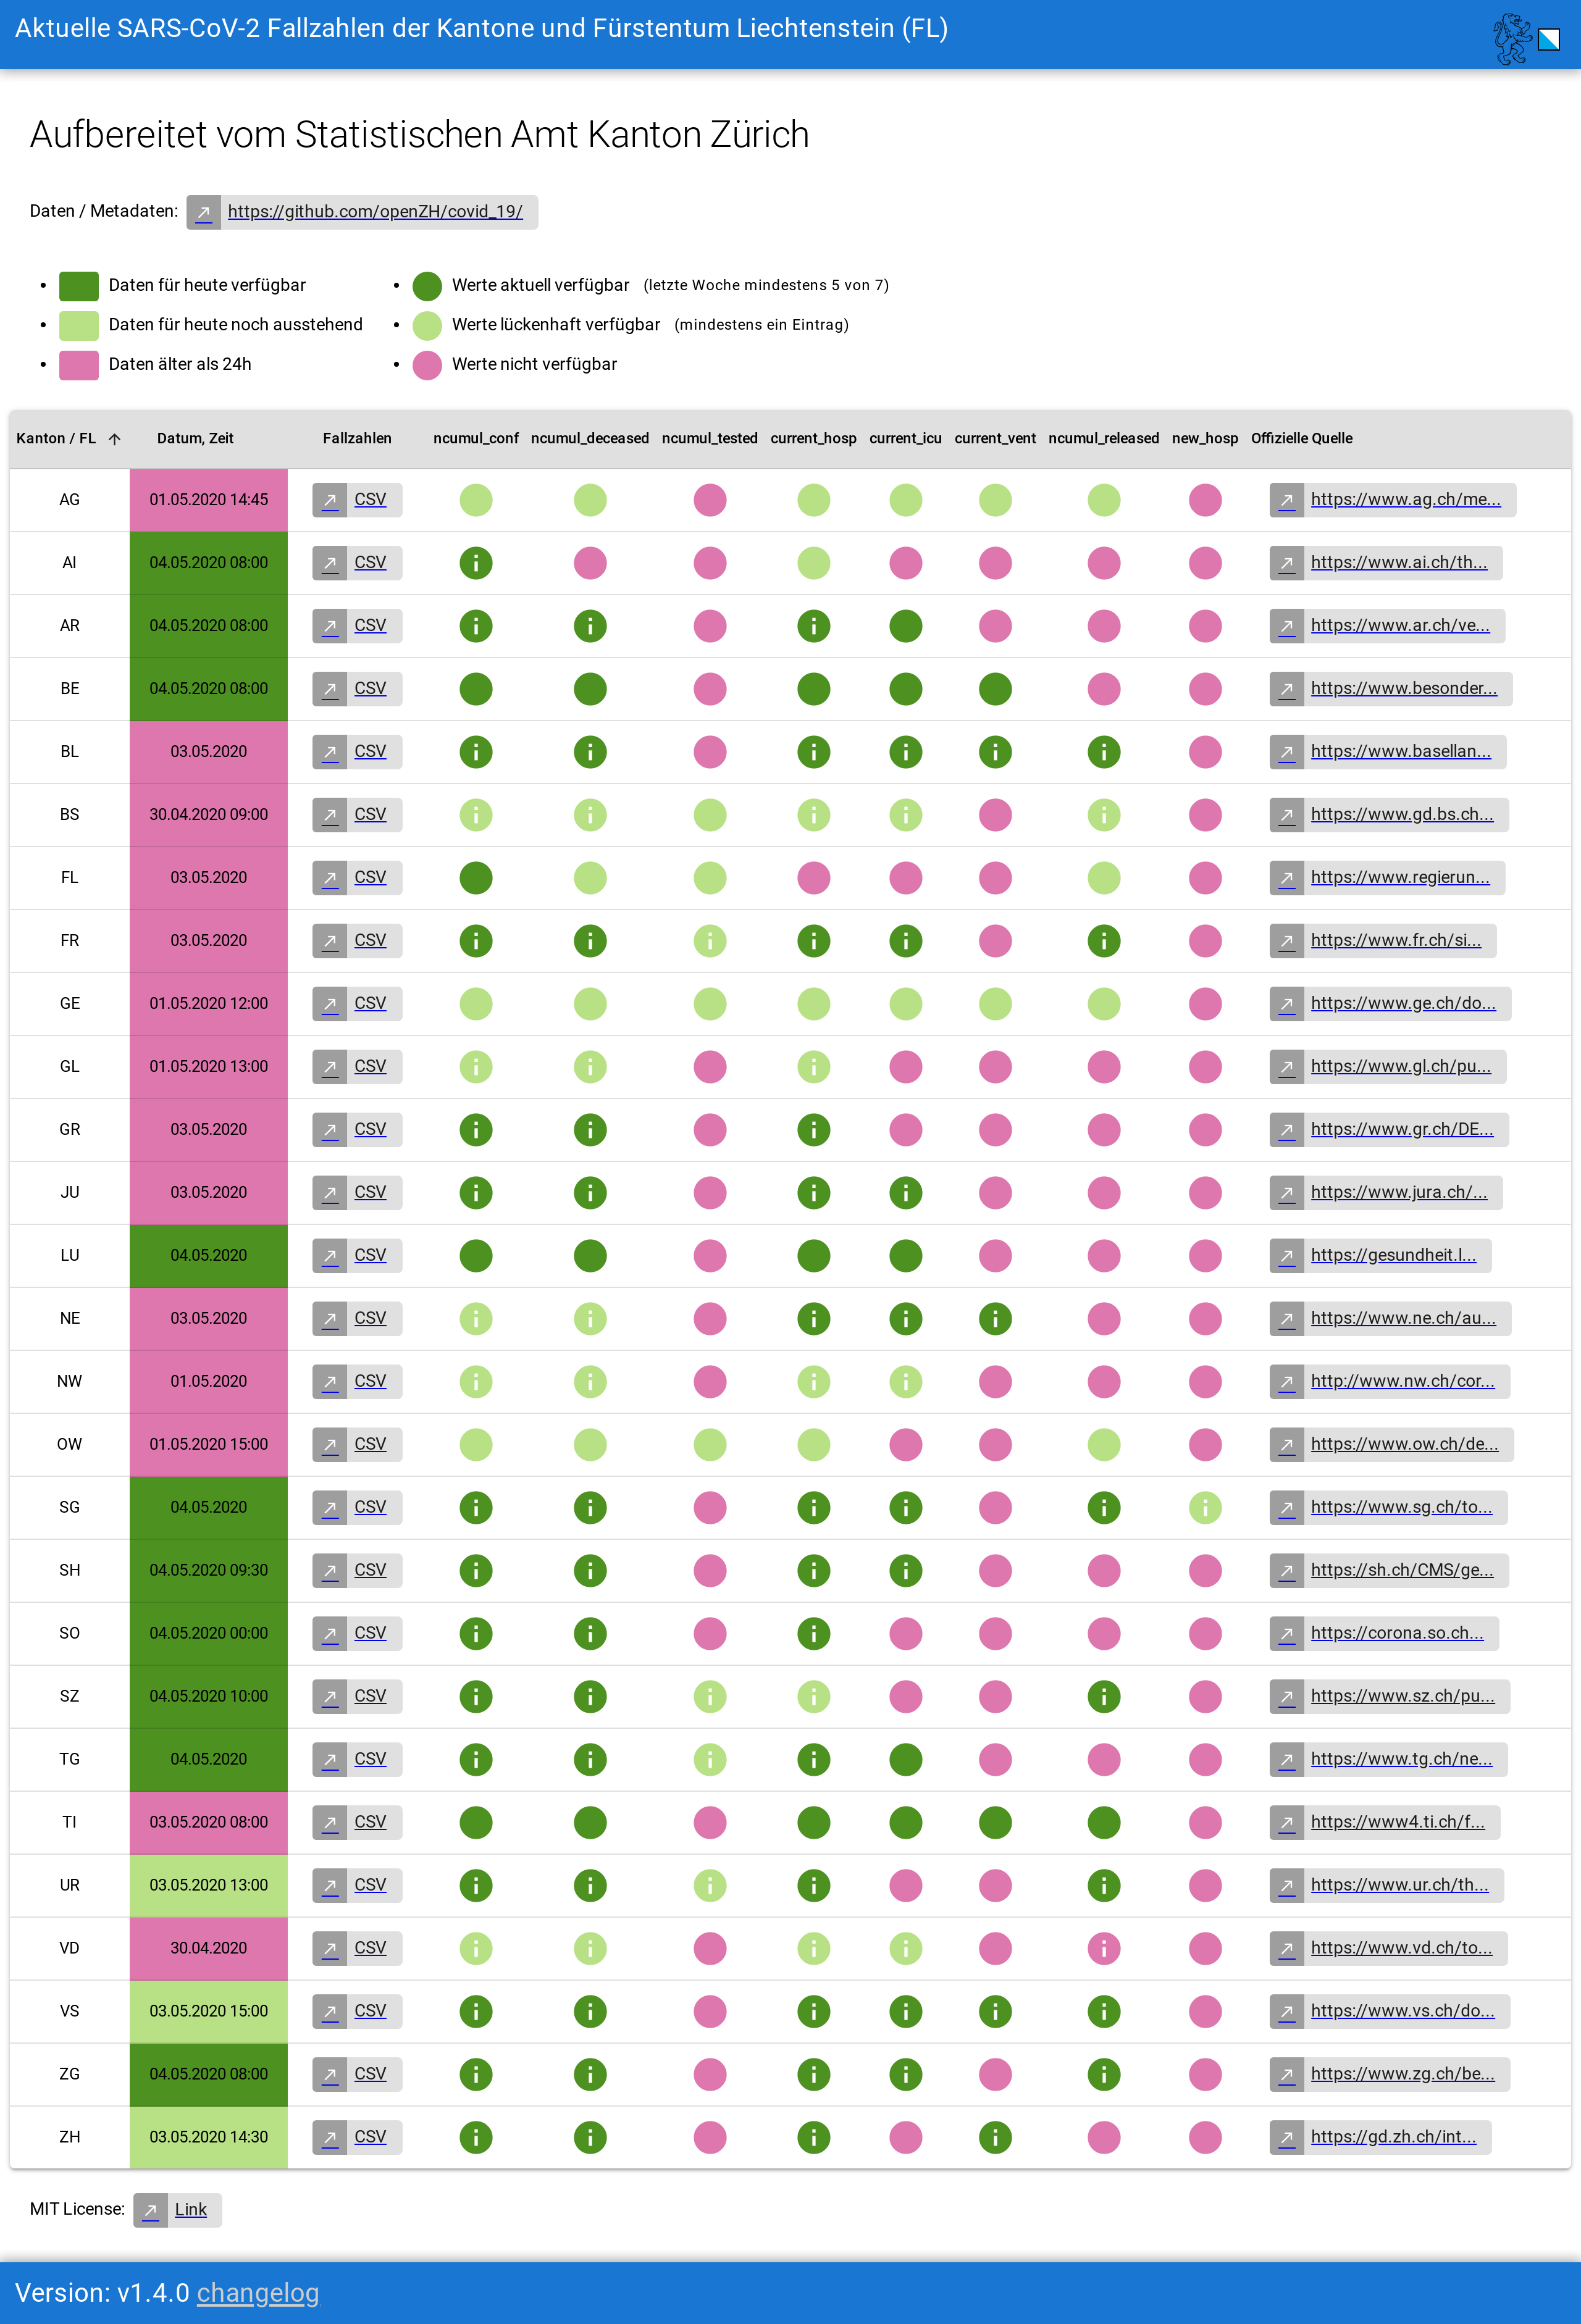 Aktuelle SARS-CoV-2 Fallzahlen der Kantone und Fürstentum Liechtenstein (FL)
Aufbereitet vom Statistischen Amt Kanton Zürich
Daten / Metadaten: https://github.com/openZH/covid_19/
Daten für heute verfügbar
Daten für heute noch ausstehend
Daten älter als 24h
Werte aktuell verfügbar (letzte Woche mindestens 5 von 7)
Werte lückenhaft verfügbar (mindestens ein Eintrag)
Werte nicht verfügbar
Kanton / FL Datum, Zeit Fallzahlen ncumul_conf ncumul_deceased ncumul_tested current_hosp current_icu current_vent ncumul_released new_hosp Offizielle Quelle
AG 01.05.2020 14:45 CSV https://www.ag.ch/me...
AI 04.05.2020 08:00 CSV https://www.ai.ch/th...
AR 04.05.2020 08:00 CSV https://www.ar.ch/ve...
BE 04.05.2020 08:00 CSV https://www.besonder...
BL 03.05.2020 CSV https://www.basellan...
BS 30.04.2020 09:00 CSV https://www.gd.bs.ch...
FL 03.05.2020 CSV https://www.regierun...
FR 03.05.2020 CSV https://www.fr.ch/si...
GE 01.05.2020 12:00 CSV https://www.ge.ch/do...
GL 01.05.2020 13:00 CSV https://www.gl.ch/pu...
GR 03.05.2020 CSV https://www.gr.ch/DE...
JU 03.05.2020 CSV https://www.jura.ch/...
LU 04.05.2020 CSV https://gesundheit.l...
NE 03.05.2020 CSV https://www.ne.ch/au...
NW 01.05.2020 CSV http://www.nw.ch/cor...
OW 01.05.2020 15:00 CSV https://www.ow.ch/de...
SG 04.05.2020 CSV https://www.sg.ch/to...
SH 04.05.2020 09:30 CSV https://sh.ch/CMS/ge...
SO 04.05.2020 00:00 CSV https://corona.so.ch...
SZ 04.05.2020 10:00 CSV https://www.sz.ch/pu...
TG 04.05.2020 CSV https://www.tg.ch/ne...
TI 03.05.2020 08:00 CSV https://www4.ti.ch/f...
UR 03.05.2020 13:00 CSV https://www.ur.ch/th...
VD 30.04.2020 CSV https://www.vd.ch/to...
VS 03.05.2020 15:00 CSV https://www.vs.ch/do...
ZG 04.05.2020 08:00 CSV https://www.zg.ch/be...
ZH 03.05.2020 14:30 CSV https://gd.zh.ch/int...
MIT License: Link
Version: v1.4.0 changelog